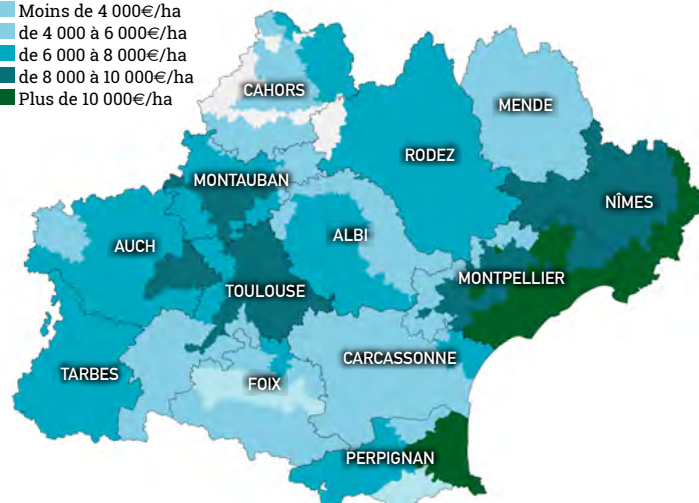 Moins de 4 000€/ha
de 4 000 à 6 000€/ha
de 6 000 à 8 000€/ha
de 8 000 à 10 000€/ha
Plus de 10 000€/ha
CAHORS
MENDE
RODEZ
MONTAUBAN
NÎMES
ALBI
AUCH
MONTPELLIER
TOULOUSE
CARCASSONNE
TARBES
FOIX
PERPIGNAN